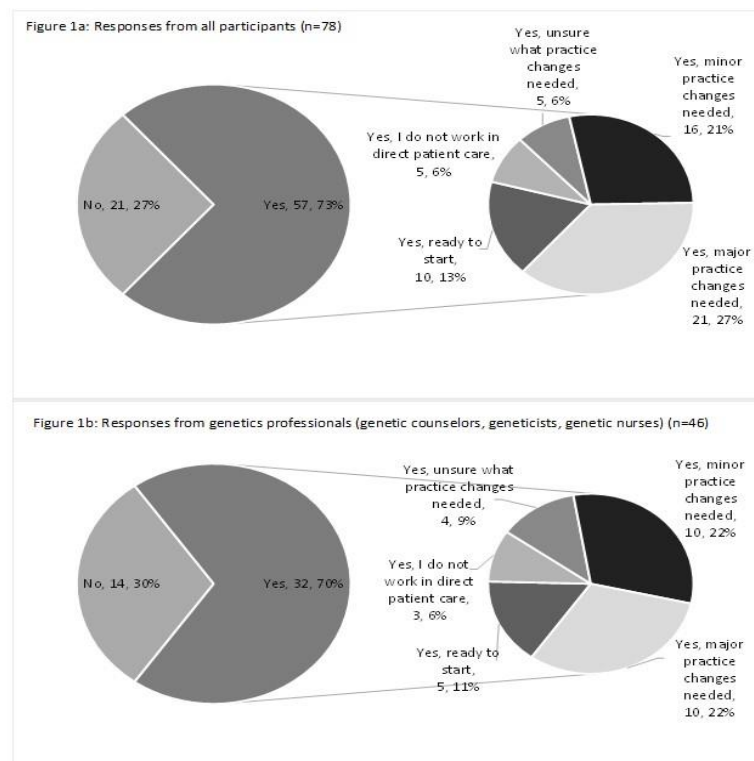 Figure 1a: Responses from all participants (n=78)
Yes, unsure
what practice
changes
needed,
5, 6%
Yes, minor
practice
changes
needed,
16, 21%
Yes, I do not work in
direct patient care,
5, 6%
No, 21, 27%
Yes, 57, 73%
Yes, ready to
start,
10, 13%
Yes, major
practice
changes
needed,
21, 27%
Figure 1b: Responses from genetics professionals (genetic counselors, geneticists, genetic nurses) (n=46)
Yes, unsure what
practice changes
needed,
4, 9%
Yes, minor
practice
changes
needed,
10, 22%
Yes, I do not
work in direct
patient care,
3, 6%
No, 14, 30%
Yes, 32, 70%
Yes, ready to
start,
5, 11%
Yes, major
practice
changes
needed,
10, 22%